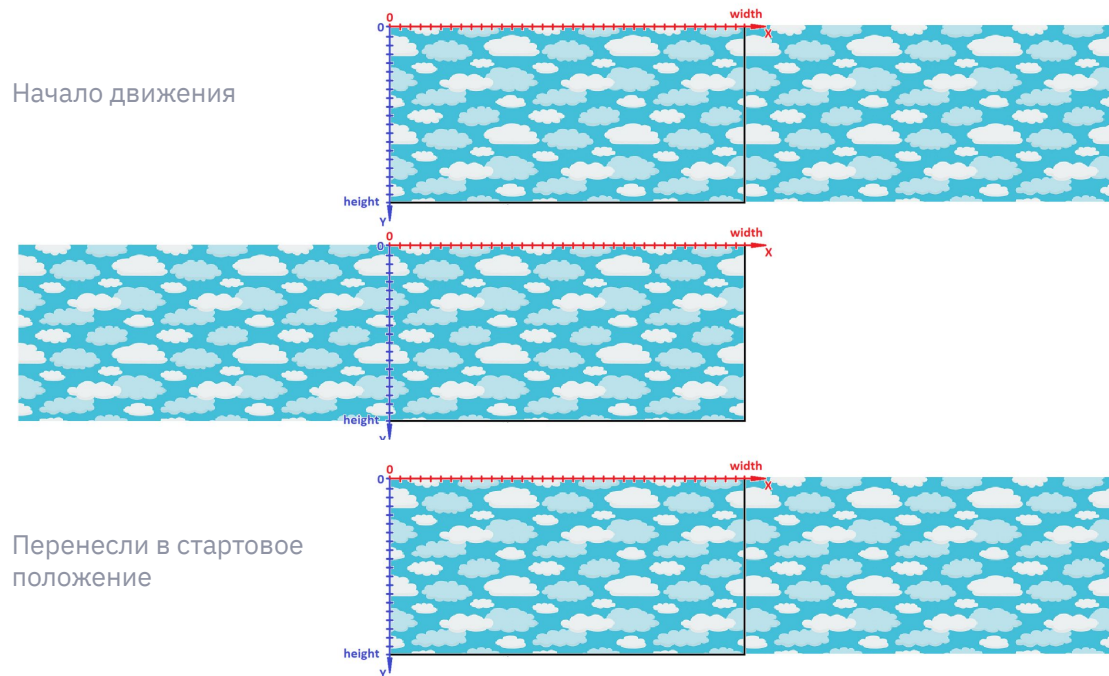 0
width
0
X
Начало движения
height
Y
0
width
0
X
height
Y
0
width
0
X
Перенесли в стартовое
положение
height
Y